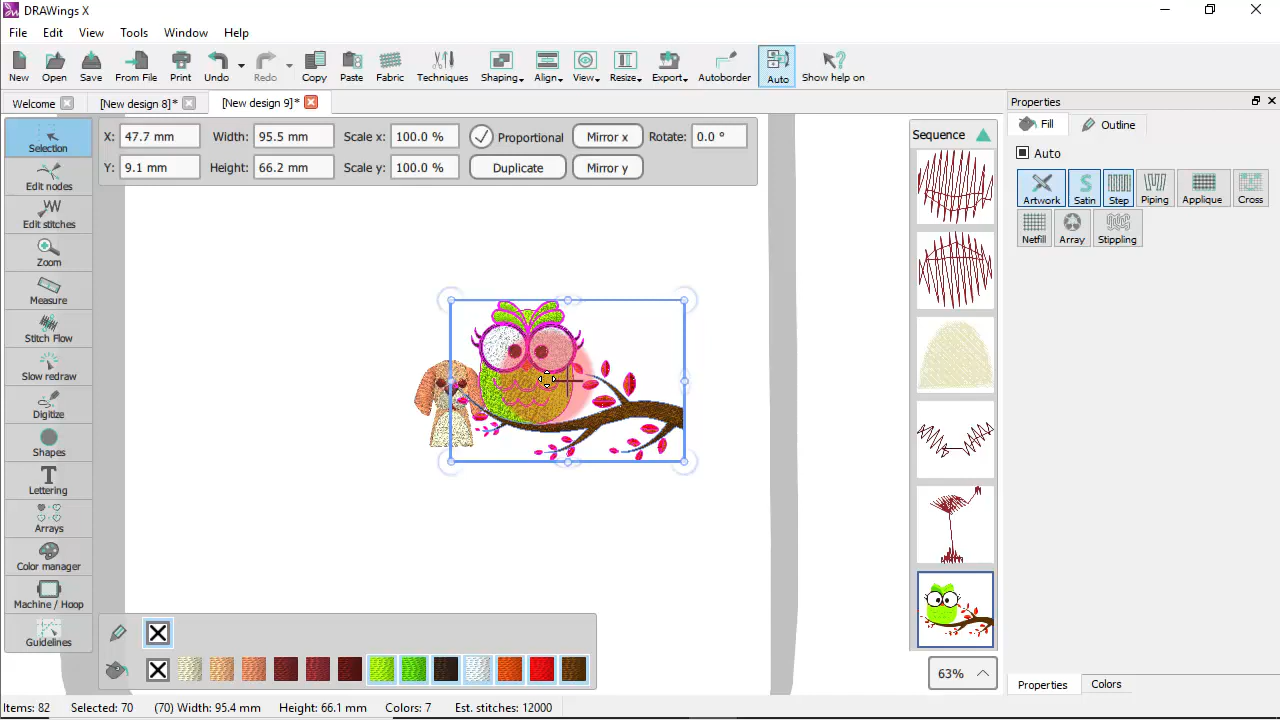 DRAWings X
File Edit View Tools Window Help
New Open Save From File Print Undo Redo Copy Paste Fabric Techniques Shaping Align View Resize Export Autoborder Auto Show help on
Welcome [New design 8]* [New design 9]*
Properties
Selection
Edit nodes
Edit stitches
Zoom
Measure
Stitch Flow
Slow redraw
Digitize
Shapes
Lettering
Arrays
Color manager
Machine / Hoop
Guidelines
X: 47.7 mm Width: 95.5 mm Scale x: 100.0 % Proportional Mirror x Rotate: 0.0 °
Y: 9.1 mm Height: 66.2 mm Scale y: 100.0 % Duplicate Mirror y
Sequence
63%
Fill Outline
Auto
Artwork Satin Step Piping Applique Cross
Netfill Array Stippling
Properties Colors
Items: 82 Selected: 70 (70) Width: 95.4 mm Height: 66.1 mm Colors: 7 Est. stitches: 12000